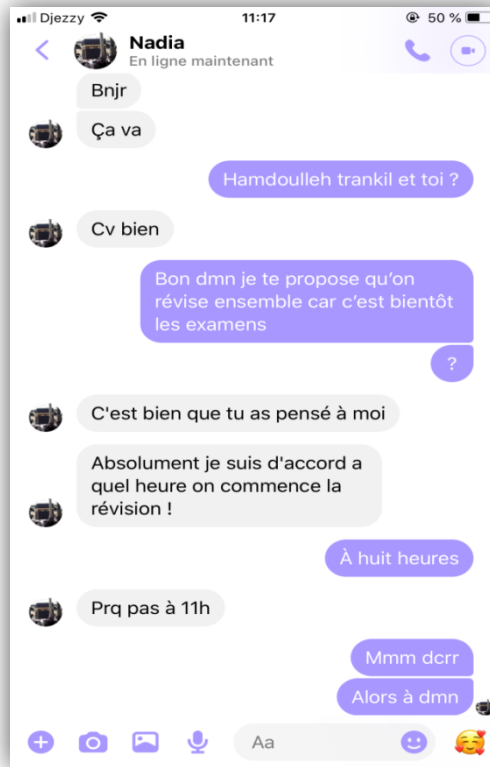 Djezzy 11:17 50 %
Nadia
En ligne maintenant
Bnjr
Ça va
Hamdoulleh trankil et toi ?
Cv bien
Bon dmn je te propose qu'on
révise ensemble car c'est bientôt
les examens
?
C'est bien que tu as pensé à moi
Absolument je suis d'accord a
quel heure on commence la
révision !
À huit heures
Prq pas à 11h
Mmm dcrr
Alors à dmn
Aa